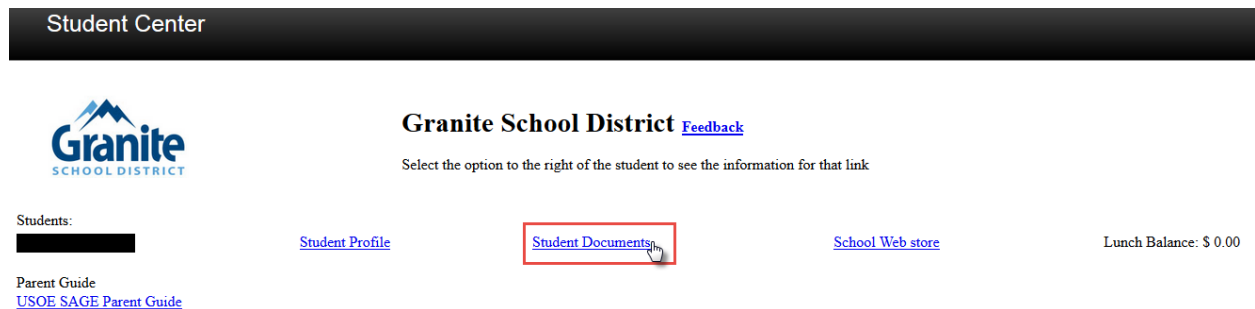 Student Center
Granite
SCHOOL DISTRICT
Granite School District Feedback
Select the option to the right of the student to see the information for that link
Students:
Student Profile Student Documents School Web store Lunch Balance: $ 0.00
Parent Guide
USOE SAGE Parent Guide